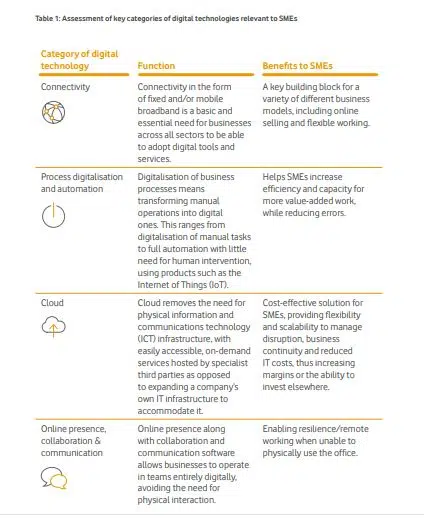 Table 1: Assessment of key categories of digital technologies relevant to SMEs
Category of digital
technology
Function
Benefits to SMEs
Connectivity
Connectivity in the form
of fixed and/or mobile
broadband is a basic and
essential need for businesses
across all sectors to be able
to adopt digital tools and
services.
A key building block for a
variety of different business
models, including online
selling and flexible working.
Process digitalisation
and automation
Digitalisation of business
processes means
transforming manual
operations into digital
ones. This ranges from
digitalisation of manual tasks
to full automation with little
need for human intervention,
using products such as the
Internet of Things (IoT).
Helps SMEs increase
efficiency and capacity for
more value-added work,
while reducing errors.
Cloud
Cloud removes the need for
physical information and
communications technology
(ICT) infrastructure, with
easily accessible, on-demand
services hosted by specialist
third parties as opposed
to expanding a company's
own IT infrastructure to
accommodate it.
Cost-effective solution for
SMEs, providing flexibility
and scalability to manage
disruption, business
continuity and reduced
IT costs, thus increasing
margins or the ability to
invest elsewhere.
Online presence,
collaboration &
communication
Online presence along
with collaboration and
communication software
allows businesses to operate
in teams entirely digitally,
avoiding the need for
physical interaction.
Enabling resilience/remote
working when unable to
physically use the office.